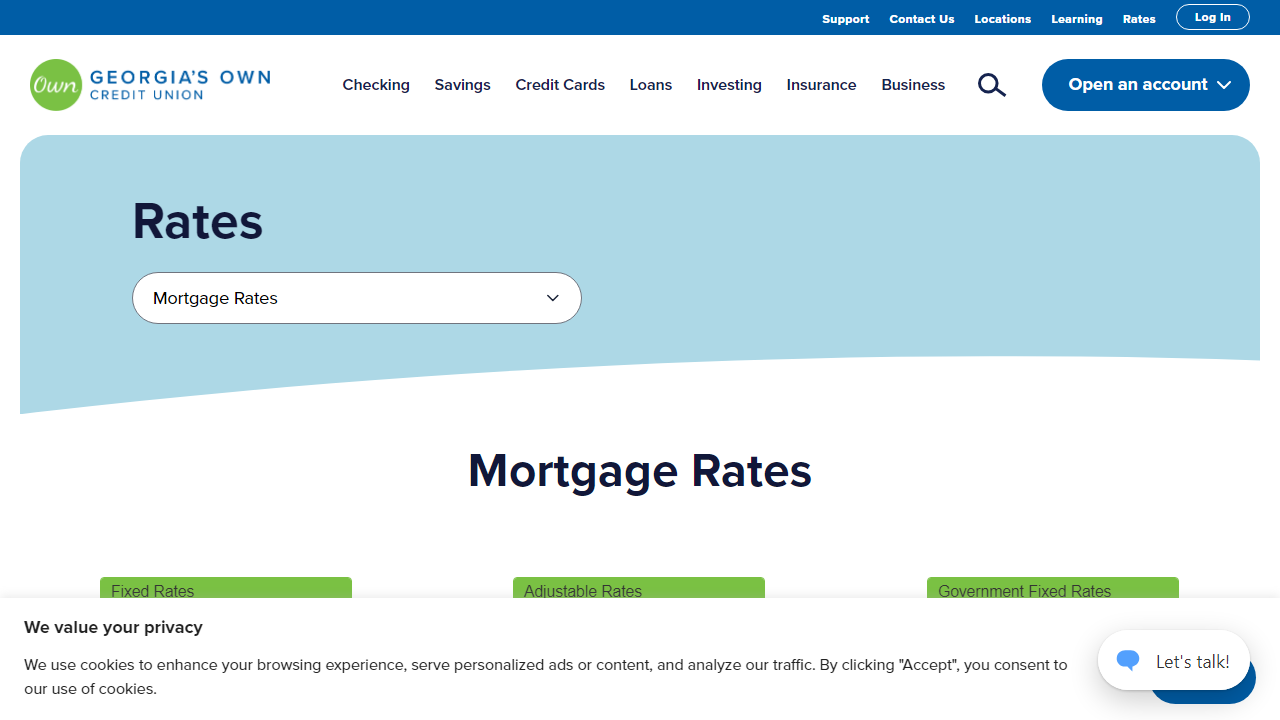 Support Contact Us Locations Learning Rates Log In
Own GEORGIA'S OWN
CREDIT UNION
Checking Savings Credit Cards Loans Investing Insurance Business Open an account
Rates
Mortgage Rates
Mortgage Rates
Fixed Rates Adjustable Rates Government Fixed Rates
We value your privacy
We use cookies to enhance your browsing experience, serve personalized ads or content, and analyze our traffic. By clicking "Accept", you consent to
our use of cookies.
Let's talk!